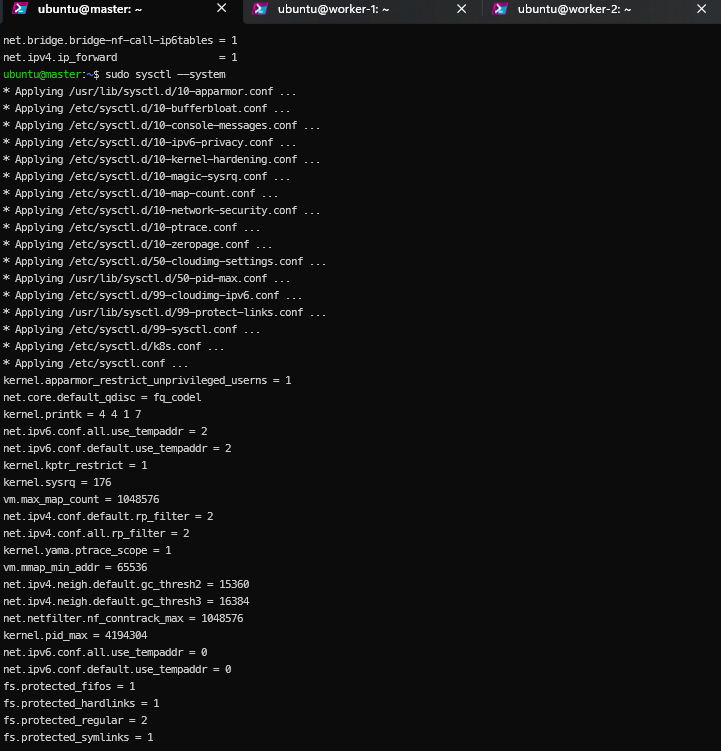 ubuntu@master: ~
ubuntu@worker-1: ~
ubuntu@worker-2: ~
net.bridge.bridge-nf-call-ip6tables = 1
net.ipv4.ip_forward                 = 1
ubuntu@master:~$ sudo sysctl --system
* Applying /usr/lib/sysctl.d/10-apparmor.conf ...
* Applying /etc/sysctl.d/10-bufferbloat.conf ...
* Applying /etc/sysctl.d/10-console-messages.conf ...
* Applying /etc/sysctl.d/10-ipv6-privacy.conf ...
* Applying /etc/sysctl.d/10-kernel-hardening.conf ...
* Applying /etc/sysctl.d/10-magic-sysrq.conf ...
* Applying /etc/sysctl.d/10-map-count.conf ...
* Applying /etc/sysctl.d/10-network-security.conf ...
* Applying /etc/sysctl.d/10-ptrace.conf ...
* Applying /etc/sysctl.d/10-zeropage.conf ...
* Applying /etc/sysctl.d/50-cloudimg-settings.conf ...
* Applying /usr/lib/sysctl.d/50-pid-max.conf ...
* Applying /etc/sysctl.d/99-cloudimg-ipv6.conf ...
* Applying /usr/lib/sysctl.d/99-protect-links.conf ...
* Applying /etc/sysctl.d/99-sysctl.conf ...
* Applying /etc/sysctl.d/k8s.conf ...
* Applying /etc/sysctl.conf ...
kernel.apparmor_restrict_unprivileged_userns = 1
net.core.default_qdisc = fq_codel
kernel.printk = 4 4 1 7
net.ipv6.conf.all.use_tempaddr = 2
net.ipv6.conf.default.use_tempaddr = 2
kernel.kptr_restrict = 1
kernel.sysrq = 176
vm.max_map_count = 1048576
net.ipv4.conf.default.rp_filter = 2
net.ipv4.conf.all.rp_filter = 2
kernel.yama.ptrace_scope = 1
vm.mmap_min_addr = 65536
net.ipv4.neigh.default.gc_thresh2 = 15360
net.ipv4.neigh.default.gc_thresh3 = 16384
net.netfilter.nf_conntrack_max = 1048576
kernel.pid_max = 4194304
net.ipv6.conf.all.use_tempaddr = 0
net.ipv6.conf.default.use_tempaddr = 0
fs.protected_fifos = 1
fs.protected_hardlinks = 1
fs.protected_regular = 2
fs.protected_symlinks = 1